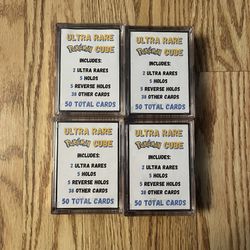 ULTRA RARE
Pokémon CUBE
INCLUDES:
2 ULTRA RARES
5 HOLOS
5 REVERSE HOLOS
38 OTHER CARDS
50 TOTAL CARDS
ULTRA RARE
Pokémon CUBE
INCLUDES:
2 ULTRA RARES
5 HOLOS
5 REVERSE HOLOS
38 OTHER CARDS
50 TOTAL CARDS
ULTRA RARE
Pokémon CUBE
INCLUDES:
2 ULTRA RARES
5 HOLOS
5 REVERSE HOLOS
38 OTHER CARDS
50 TOTAL CARDS
ULTRA RARE
Pokémon CUBE
INCLUDES:
2 ULTRA RARES
5 HOLOS
5 REVERSE HOLOS
38 OTHER CARDS
50 TOTAL CARDS